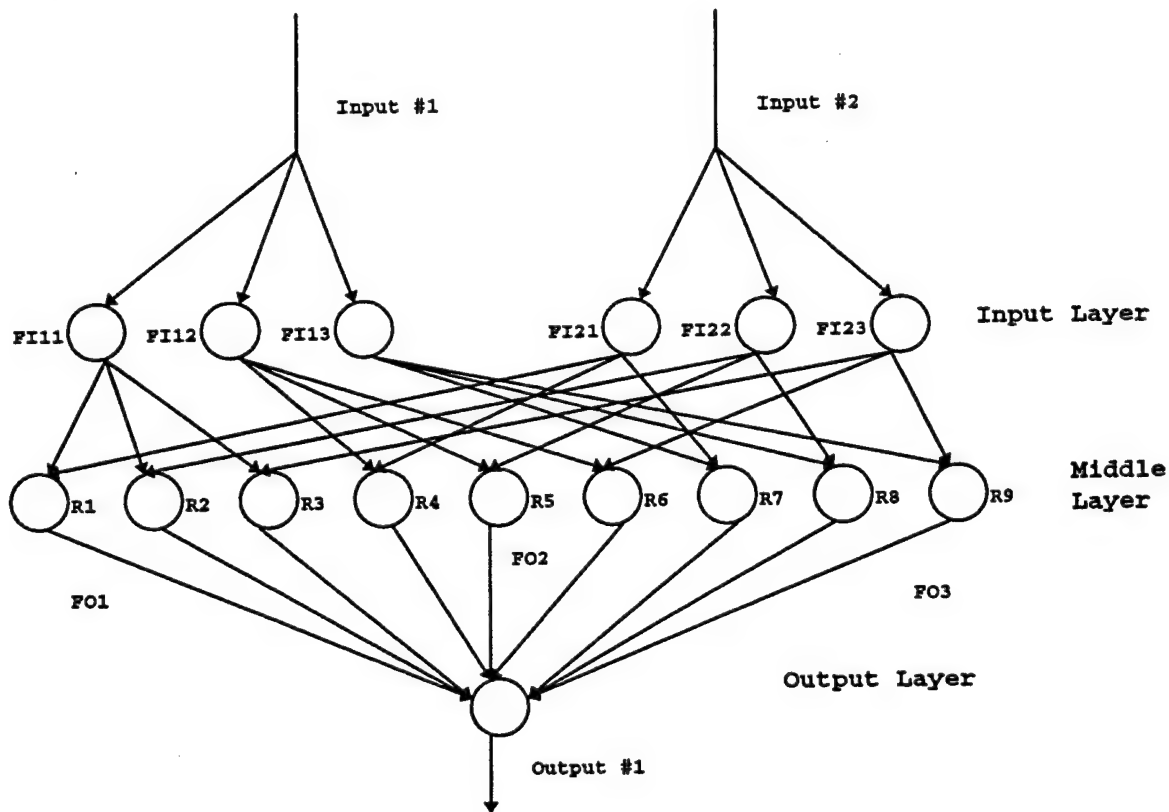 Input #1
Input #2
FI11
FI12
FI13
FI21
FI22
FI23
Input Layer
R1
R2
R3
R4
R5
R6
R7
R8
R9
Middle
Layer
FO1
FO2
FO3
Output Layer
Output #1